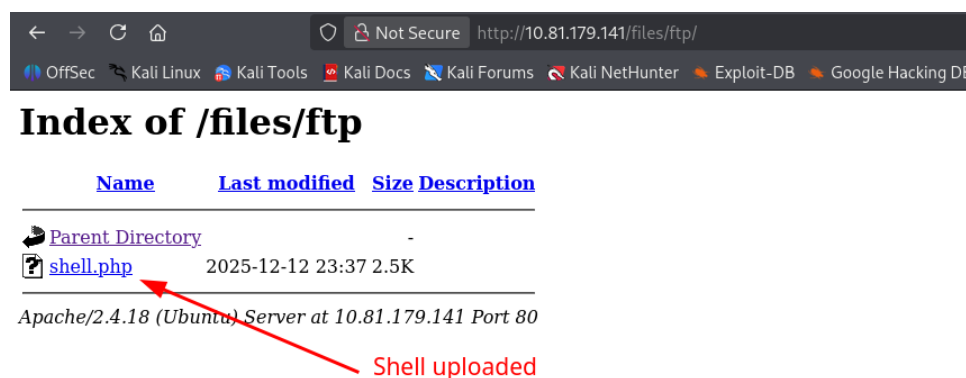 Not Secure http://10.81.179.141/files/ftp/
OffSec Kali Linux Kali Tools Kali Docs Kali Forums Kali NetHunter Exploit-DB Google Hacking DB
Index of /files/ftp
Name Last modified Size Description
Parent Directory -
shell.php 2025-12-12 23:37 2.5K
Apache/2.4.18 (Ubuntu) Server at 10.81.179.141 Port 80
Shell uploaded